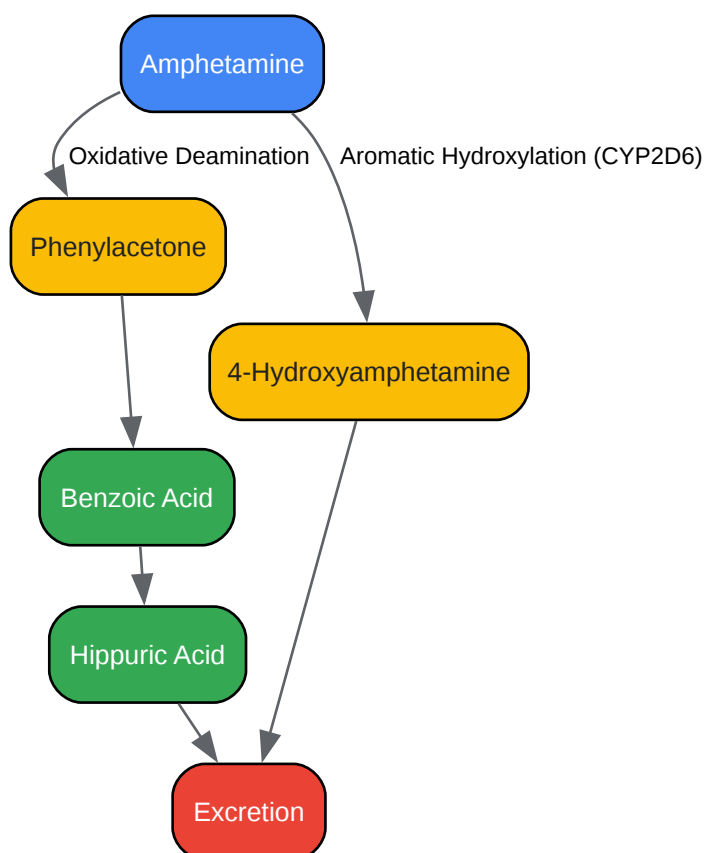 Amphetamine
Oxidative Deamination
Aromatic Hydroxylation (CYP2D6)
Phenylacetone
4-Hydroxyamphetamine
Benzoic Acid
Hippuric Acid
Excretion